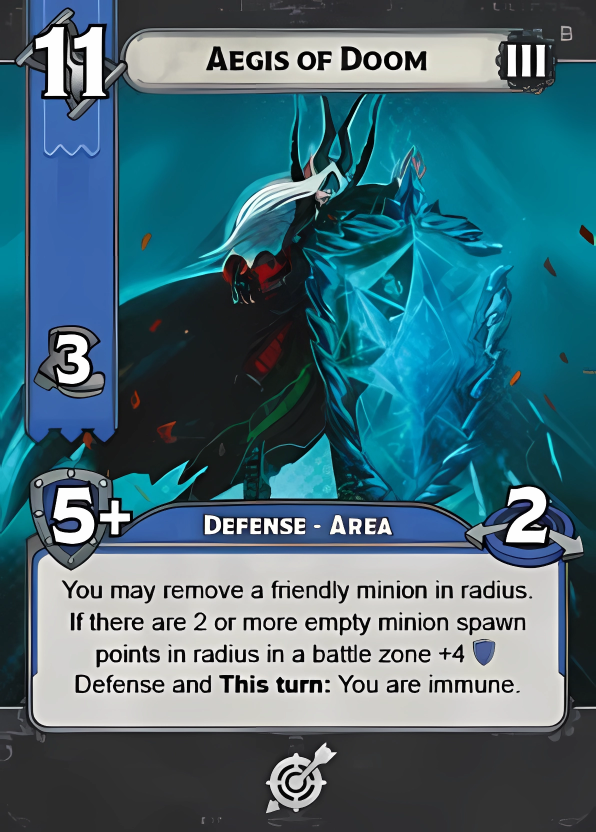 11
Aegis of Doom
III
B
3
5+
Defense - Area
2
You may remove a friendly minion in radius.
If there are 2 or more empty minion spawn
points in radius in a battle zone +4
Defense and This turn: You are immune.